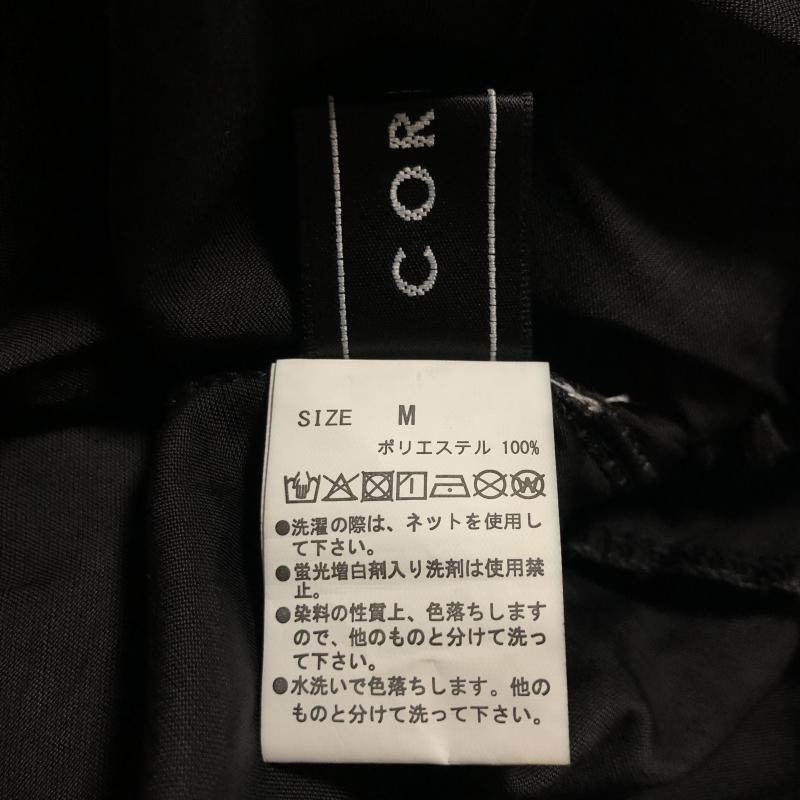 COR
SIZE M
ポリエステル 100%
●洗濯の際は、ネットを使用し
て下さい。
●蛍光増白剤入り洗剤は使用禁
止。
●染料の性質上、色落ちします
ので、他のものと分けて洗っ
て下さい。
●水洗いで色落ちします。他の
ものと分けて洗って下さい。